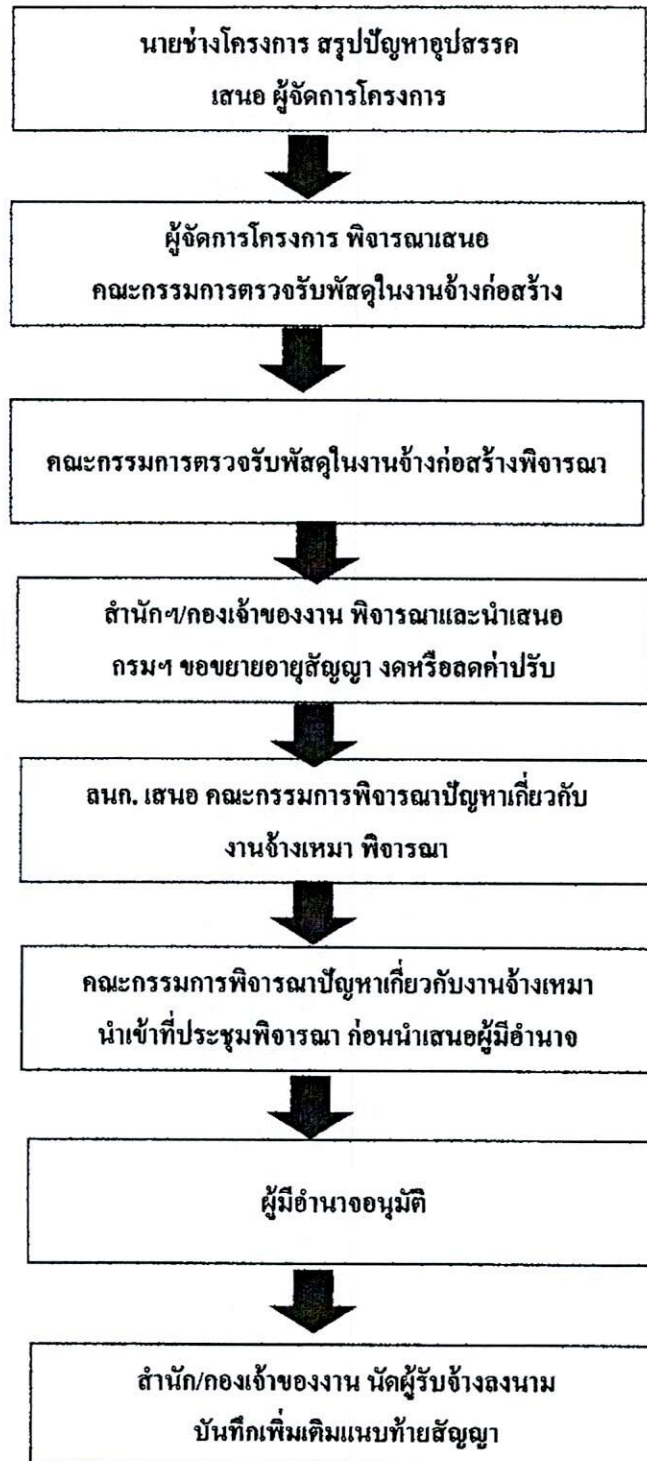 นายช่างโครงการ สรุปปัญหาอุปสรรค
เสนอ ผู้จัดการโครงการ
ผู้จัดการโครงการ พิจารณาเสนอ
คณะกรรมการตรวจรับพัสดุในงานจ้างก่อสร้าง
คณะกรรมการตรวจรับพัสดุในงานจ้างก่อสร้างพิจารณา
สำนักฯ/กองเจ้าของงาน พิจารณาและนำเสนอ
กรมฯ ขอขยายอายุสัญญา งดหรือลดค่าปรับ
ลนก. เสนอ คณะกรรมการพิจารณาปัญหาเกี่ยวกับ
งานจ้างเหมา พิจารณา
คณะกรรมการพิจารณาปัญหาเกี่ยวกับงานจ้างเหมา
นำเข้าที่ประชุมพิจารณา ก่อนนำเสนอผู้มีอำนาจ
ผู้มีอำนาจอนุมัติ
สำนัก/กองเจ้าของงาน นัดผู้รับจ้างลงนาม
บันทึกเพิ่มเติมแนบท้ายสัญญา